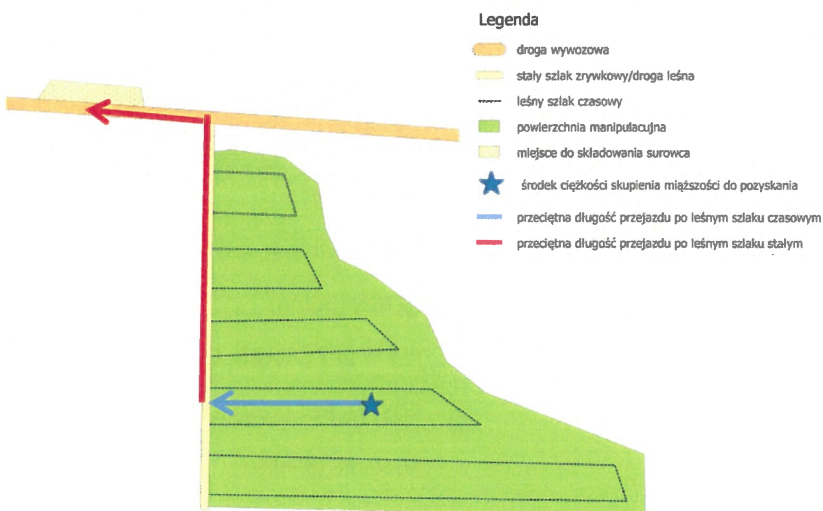 Legenda
droga wywozowa
stały szlak zrywkowy/droga leśna
leśny szlak czasowy
powierzchnia manipulacyjna
miejsce do składowania surowca
środek ciężkości skupienia miąższości do pozyskania
przeciętna długość przejazdu po leśnym szlaku czasowym
przeciętna długość przejazdu po leśnym szlaku stałym